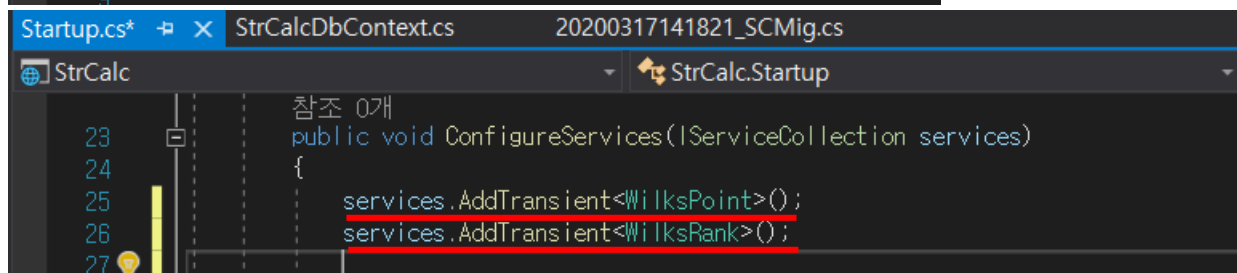 Startup.cs* StrCalcDbContext.cs 20200317141821_SCMig.cs
StrCalc StrCalc.Startup
참조 0개
23 public void ConfigureServices(IServiceCollection services)
24 {
25 services.AddTransient<WilksPoint>();
26 services.AddTransient<WilksRank>();
27